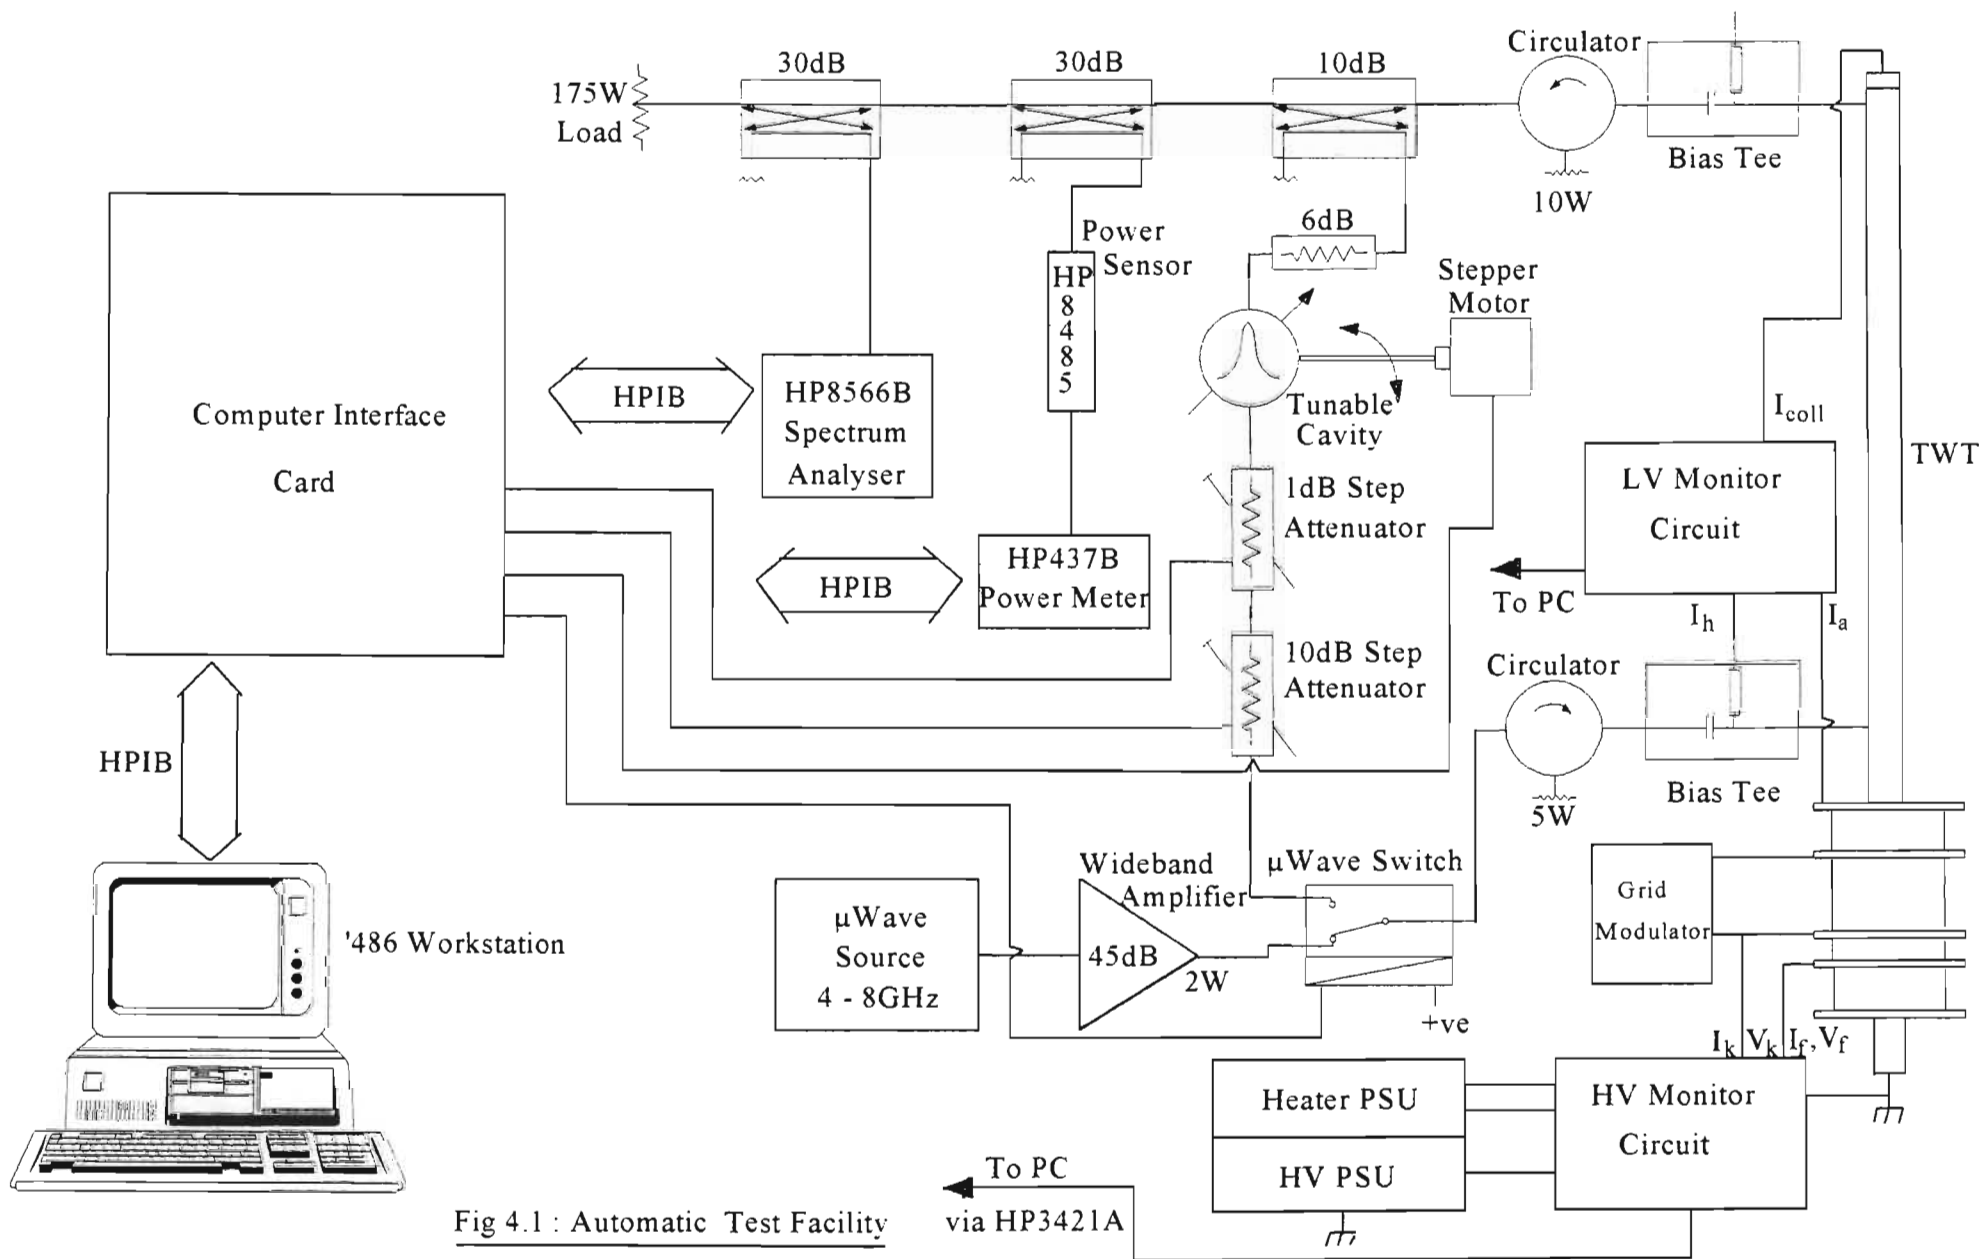 30dB
30dB
10dB
Circulator
175W
Load
Bias Tee
10W
6dB
Power
Sensor
HP
8
4
8
5
Stepper
Motor
Computer Interface
Card
HPIB
HP8566B
Spectrum
Analyser
Tunable
Cavity
I_coll
TWT
LV Monitor
Circuit
1dB Step
Attenuator
HPIB
HP437B
Power Meter
To PC
I_h
I_a
10dB Step
Attenuator
Circulator
HPIB
Bias Tee
5W
Wideband
Amplifier
µWave Switch
Grid
Modulator
µWave
Source
4 - 8GHz
45dB
2W
'486 Workstation
+ve
I_k V_k I_f,V_f
Heater PSU
HV PSU
HV Monitor
Circuit
To PC
via HP3421A
Fig 4.1 : Automatic Test Facility